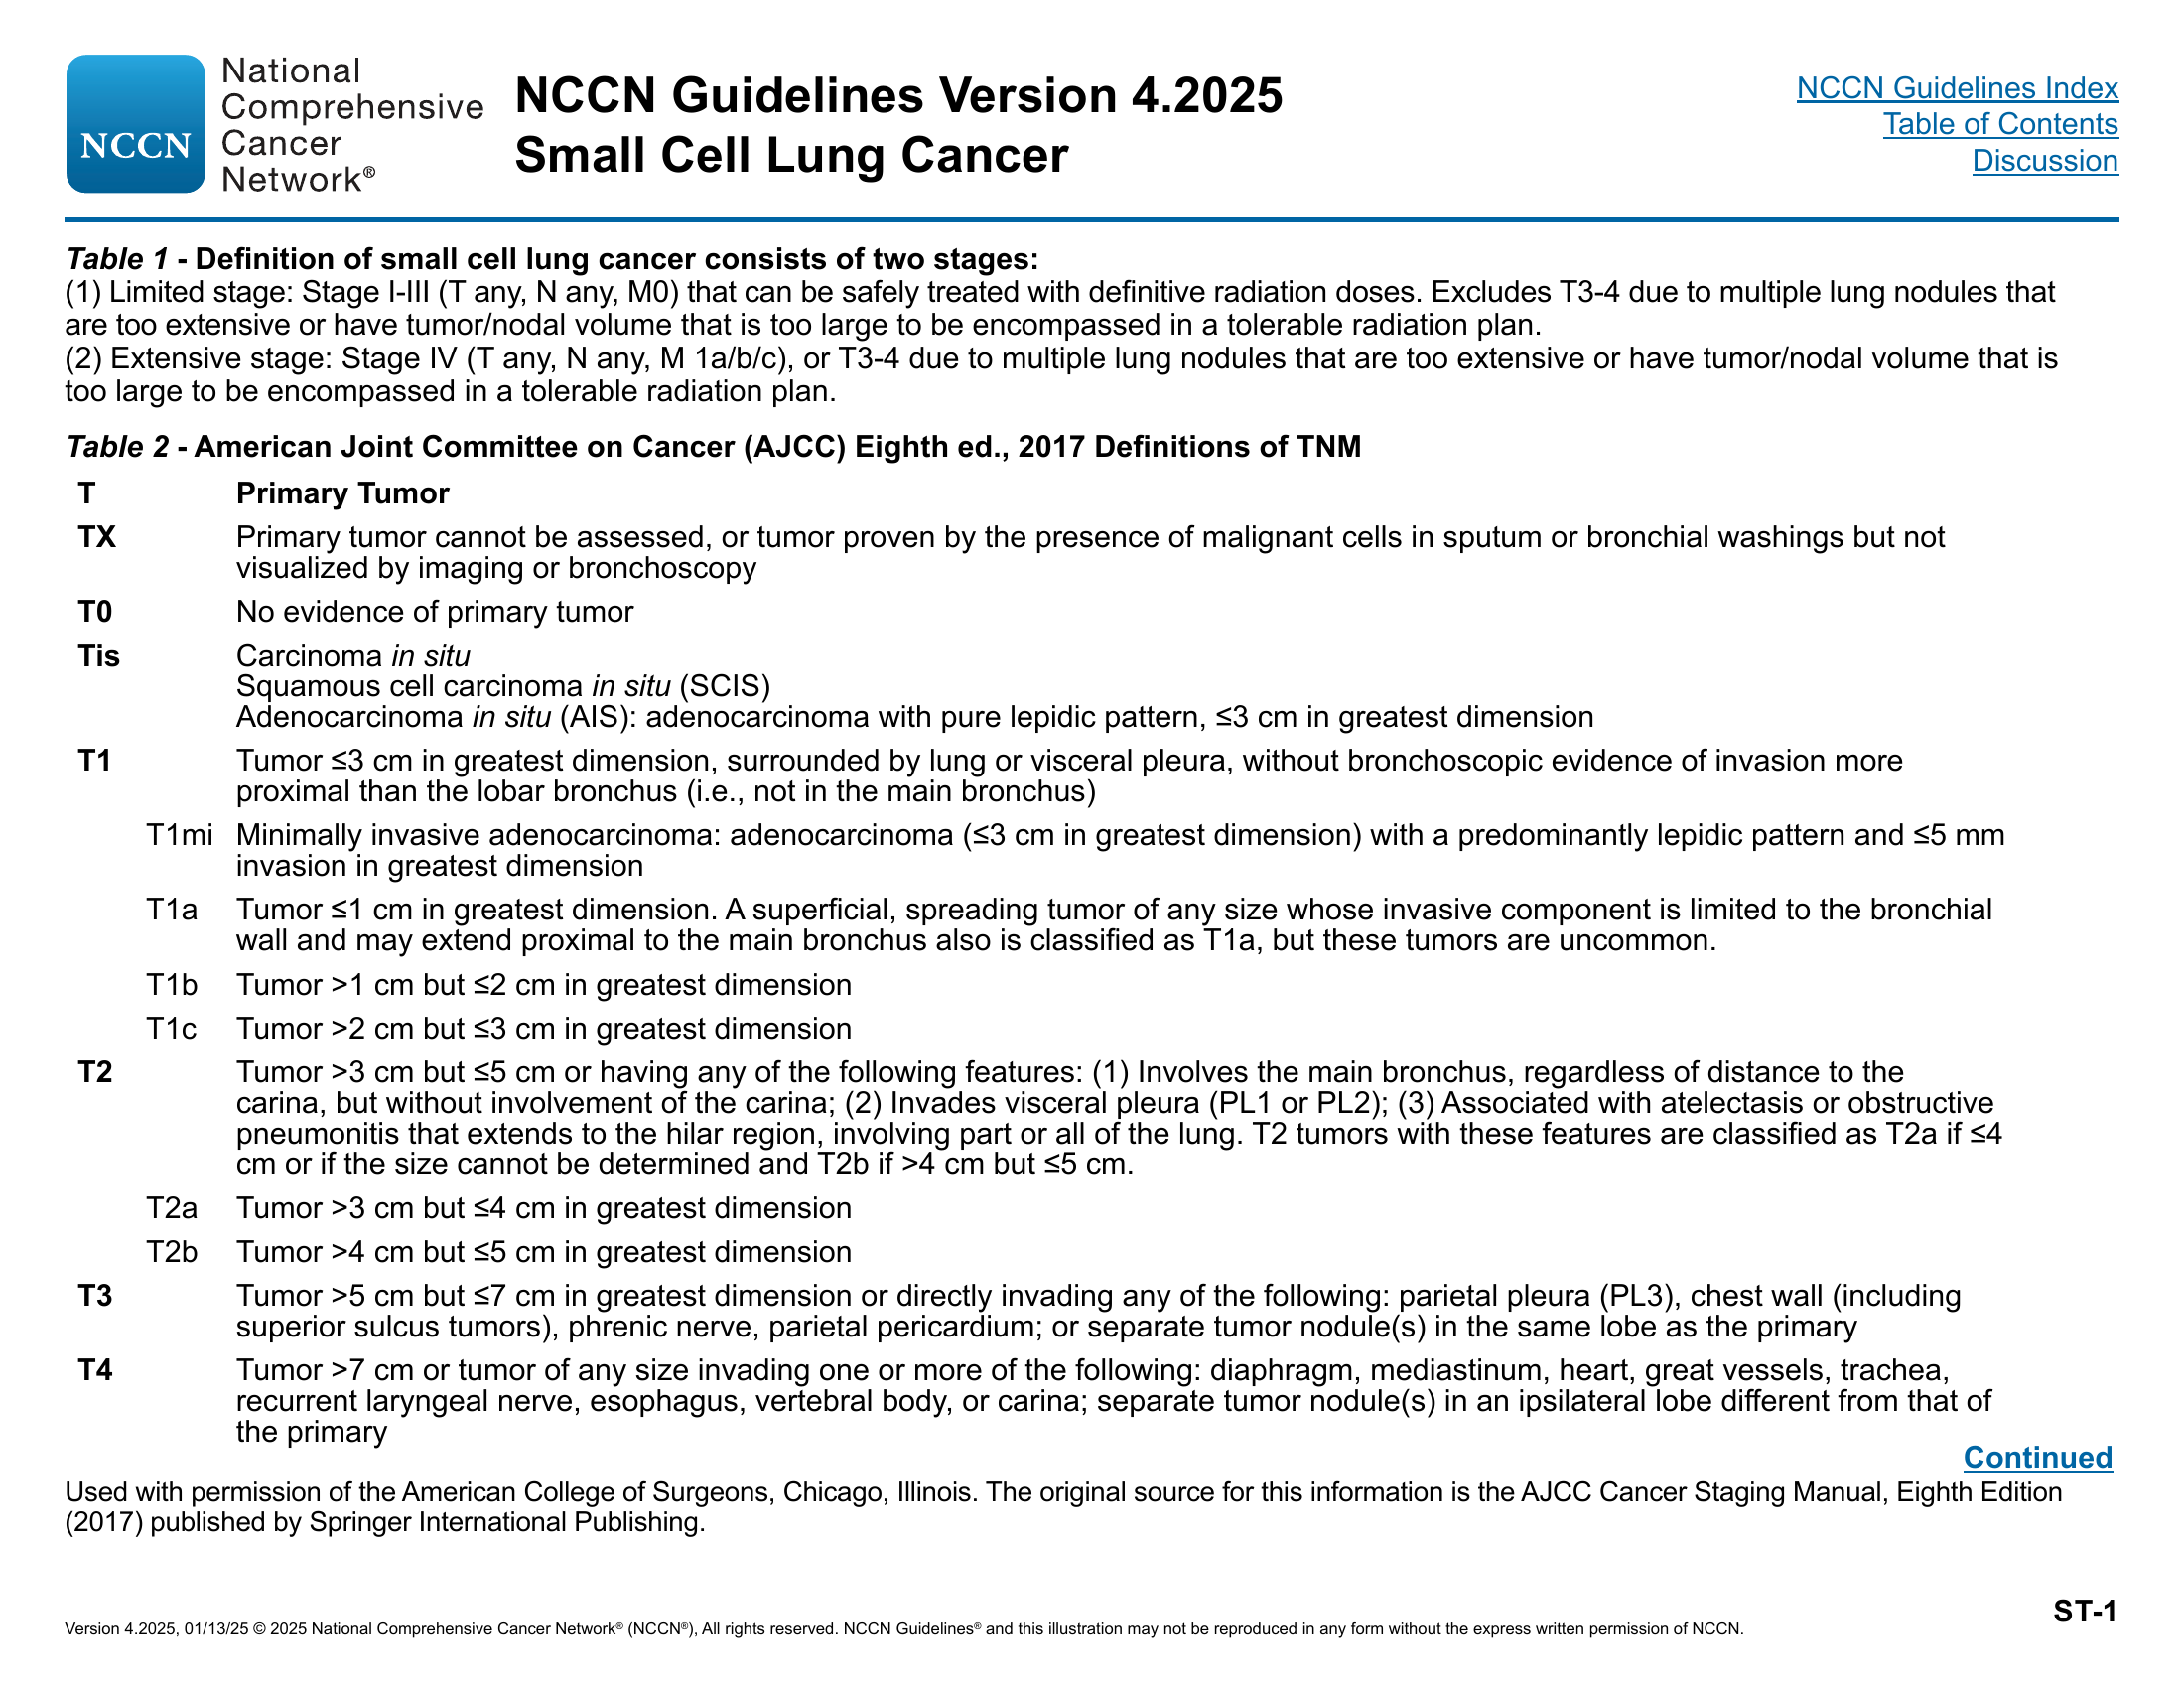 National
Comprehensive
Cancer
Network®
NCCN
NCCN Guidelines Version 4.2025
Small Cell Lung Cancer
NCCN Guidelines Index
Table of Contents
Discussion
Table 1 - Definition of small cell lung cancer consists of two stages:
(1) Limited stage: Stage I-III (T any, N any, M0) that can be safely treated with definitive radiation doses. Excludes T3-4 due to multiple lung nodules that
are too extensive or have tumor/nodal volume that is too large to be encompassed in a tolerable radiation plan.
(2) Extensive stage: Stage IV (T any, N any, M 1a/b/c), or T3-4 due to multiple lung nodules that are too extensive or have tumor/nodal volume that is
too large to be encompassed in a tolerable radiation plan.
Table 2 - American Joint Committee on Cancer (AJCC) Eighth ed., 2017 Definitions of TNM
T Primary Tumor
TX Primary tumor cannot be assessed, or tumor proven by the presence of malignant cells in sputum or bronchial washings but not
visualized by imaging or bronchoscopy
T0 No evidence of primary tumor
Tis Carcinoma in situ
Squamous cell carcinoma in situ (SCIS)
Adenocarcinoma in situ (AIS): adenocarcinoma with pure lepidic pattern, ≤3 cm in greatest dimension
T1 Tumor ≤3 cm in greatest dimension, surrounded by lung or visceral pleura, without bronchoscopic evidence of invasion more
proximal than the lobar bronchus (i.e., not in the main bronchus)
T1mi Minimally invasive adenocarcinoma: adenocarcinoma (≤3 cm in greatest dimension) with a predominantly lepidic pattern and ≤5 mm
invasion in greatest dimension
T1a Tumor ≤1 cm in greatest dimension. A superficial, spreading tumor of any size whose invasive component is limited to the bronchial
wall and may extend proximal to the main bronchus also is classified as T1a, but these tumors are uncommon.
T1b Tumor >1 cm but ≤2 cm in greatest dimension
T1c Tumor >2 cm but ≤3 cm in greatest dimension
T2 Tumor >3 cm but ≤5 cm or having any of the following features: (1) Involves the main bronchus, regardless of distance to the
carina, but without involvement of the carina; (2) Invades visceral pleura (PL1 or PL2); (3) Associated with atelectasis or obstructive
pneumonitis that extends to the hilar region, involving part or all of the lung. T2 tumors with these features are classified as T2a if ≤4
cm or if the size cannot be determined and T2b if >4 cm but ≤5 cm.
T2a Tumor >3 cm but ≤4 cm in greatest dimension
T2b Tumor >4 cm but ≤5 cm in greatest dimension
T3 Tumor >5 cm but ≤7 cm in greatest dimension or directly invading any of the following: parietal pleura (PL3), chest wall (including
superior sulcus tumors), phrenic nerve, parietal pericardium; or separate tumor nodule(s) in the same lobe as the primary
T4 Tumor >7 cm or tumor of any size invading one or more of the following: diaphragm, mediastinum, heart, great vessels, trachea,
recurrent laryngeal nerve, esophagus, vertebral body, or carina; separate tumor nodule(s) in an ipsilateral lobe different from that of
the primary
Continued
Used with permission of the American College of Surgeons, Chicago, Illinois. The original source for this information is the AJCC Cancer Staging Manual, Eighth Edition
(2017) published by Springer International Publishing.
ST-1
Version 4.2025, 01/13/25 © 2025 National Comprehensive Cancer Network® (NCCN®), All rights reserved. NCCN Guidelines® and this illustration may not be reproduced in any form without the express written permission of NCCN.